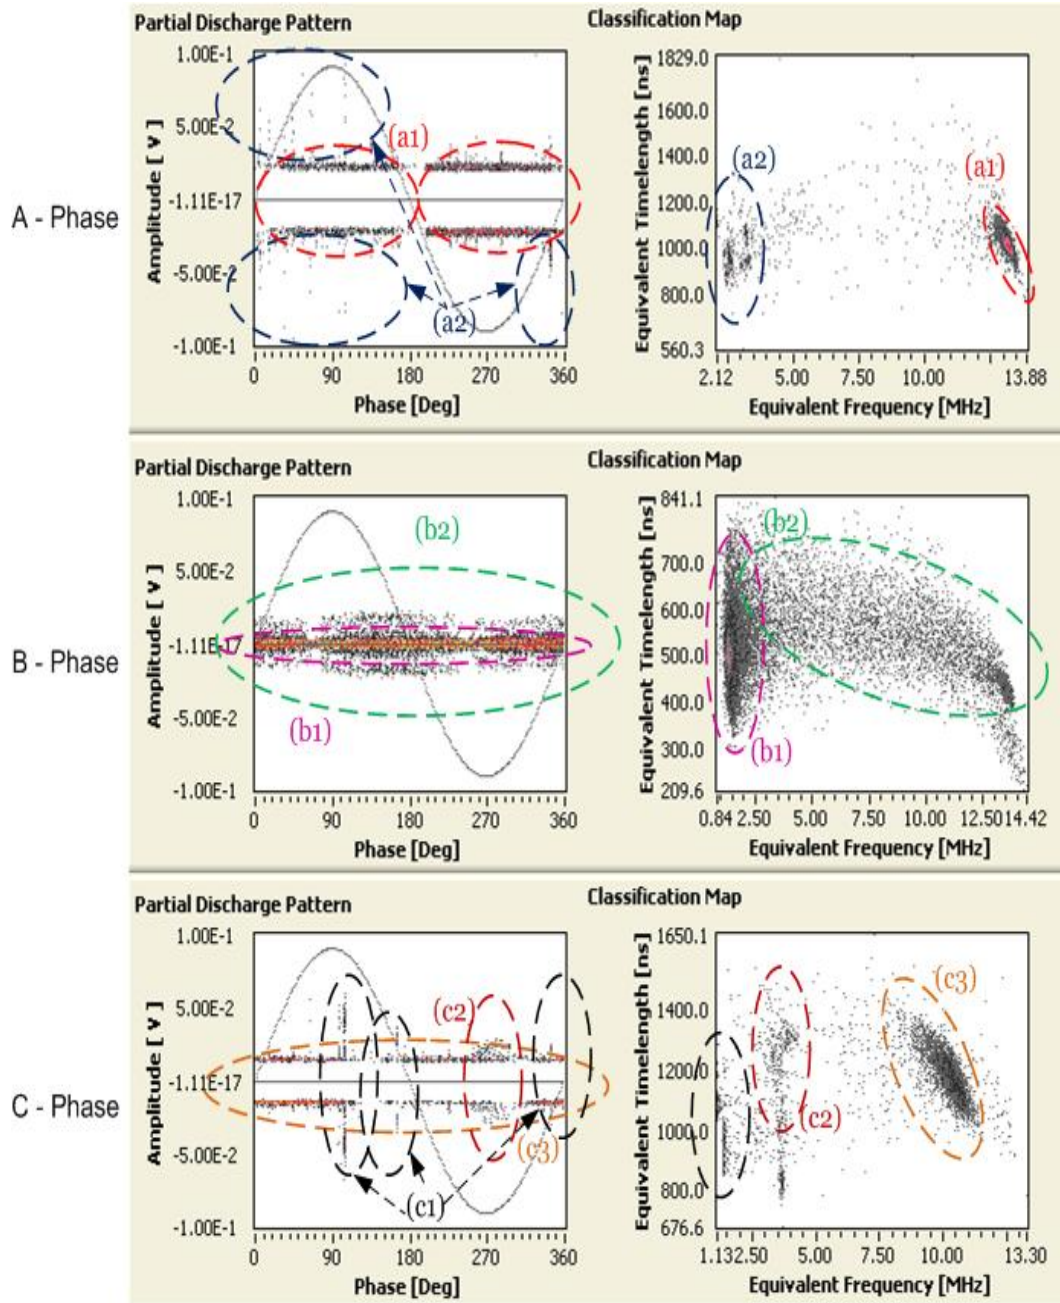 Partial Discharge Pattern
Classification Map
A - Phase
Amplitude [ V ]
1.00E-1
5.00E-2
-1.11E-17
-5.00E-2
-1.00E-1
(a1)
(a2)
0 90 180 270 360
Phase [Deg]
Equivalent Timelength [ns]
1829.0
1600.0
1400.0
1200.0
1000.0
800.0
560.3
(a2)
(a1)
2.12 5.00 7.50 10.00 13.88
Equivalent Frequency [MHz]
Partial Discharge Pattern
Classification Map
B - Phase
Amplitude [ V ]
1.00E-1
5.00E-2
-1.11E-17
-5.00E-2
-1.00E-1
(b2)
(b1)
0 90 180 270 360
Phase [Deg]
Equivalent Timelength [ns]
841.1
700.0
600.0
500.0
400.0
300.0
209.6
(b2)
(b1)
0.84 2.50 5.00 7.50 10.00 12.50 14.42
Equivalent Frequency [MHz]
Partial Discharge Pattern
Classification Map
C - Phase
Amplitude [ V ]
1.00E-1
5.00E-2
-1.11E-17
-5.00E-2
-1.00E-1
(c2)
(c3)
(c1)
0 90 180 270 360
Phase [Deg]
Equivalent Timelength [ns]
1650.1
1400.0
1200.0
1000.0
800.0
676.6
(c3)
(c2)
1.13 2.50 5.00 7.50 10.00 13.30
Equivalent Frequency [MHz]